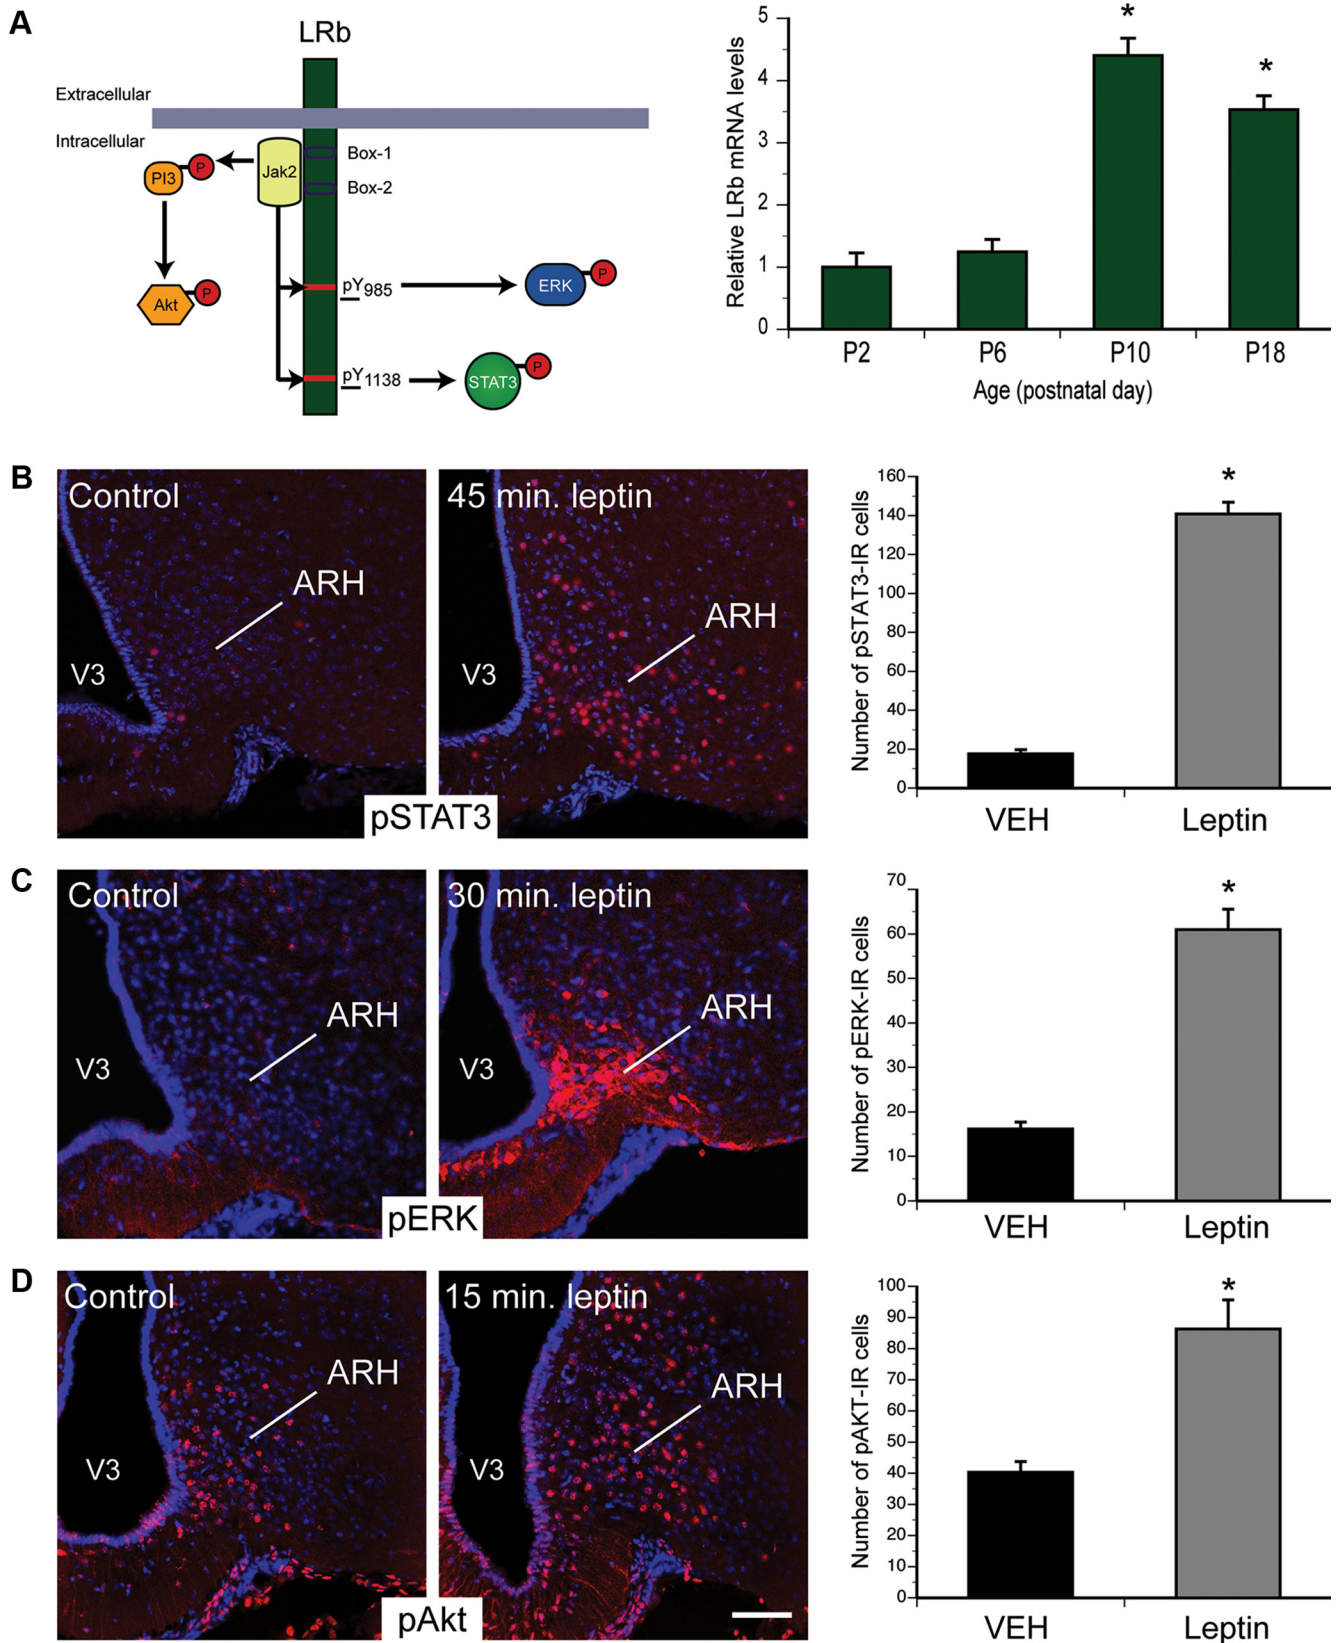 A
LRb
Extracellular
Intracellular
Box-1
Box-2
Jak2
PI3
P
Akt
P
pY985
ERK
P
pY1138
STAT3
P
Relative LRb mRNA levels
5
4
3
2
1
0
*
*
P2 P6 P10 P18
Age (postnatal day)
B
Control
ARH
V3
45 min. leptin
ARH
V3
pSTAT3
Number of pSTAT3-IR cells
160
140
120
100
80
60
40
20
0
*
VEH Leptin
C
Control
ARH
V3
30 min. leptin
ARH
V3
pERK
Number of pERK-IR cells
70
60
50
40
30
20
10
0
*
VEH Leptin
D
Control
ARH
V3
15 min. leptin
ARH
V3
pAkt
Number of pAKT-IR cells
100
90
80
70
60
50
40
30
20
10
0
*
VEH Leptin